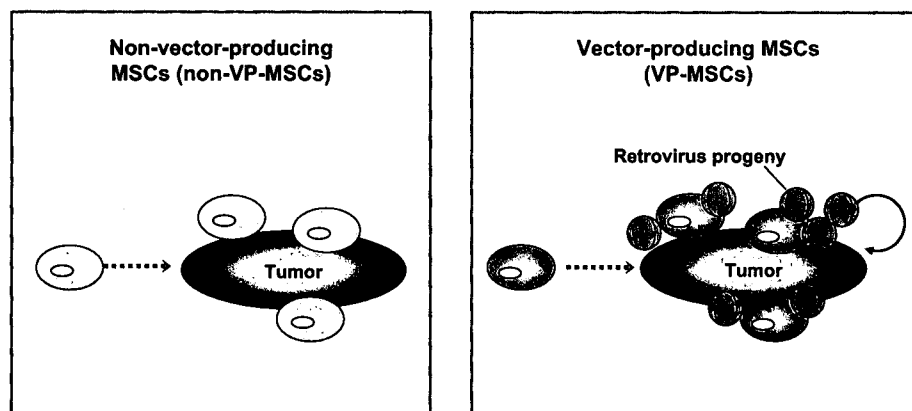 Non-vector-producing
MSCs (non-VP-MSCs)
Tumor
Vector-producing MSCs
(VP-MSCs)
Retrovirus progeny
Tumor